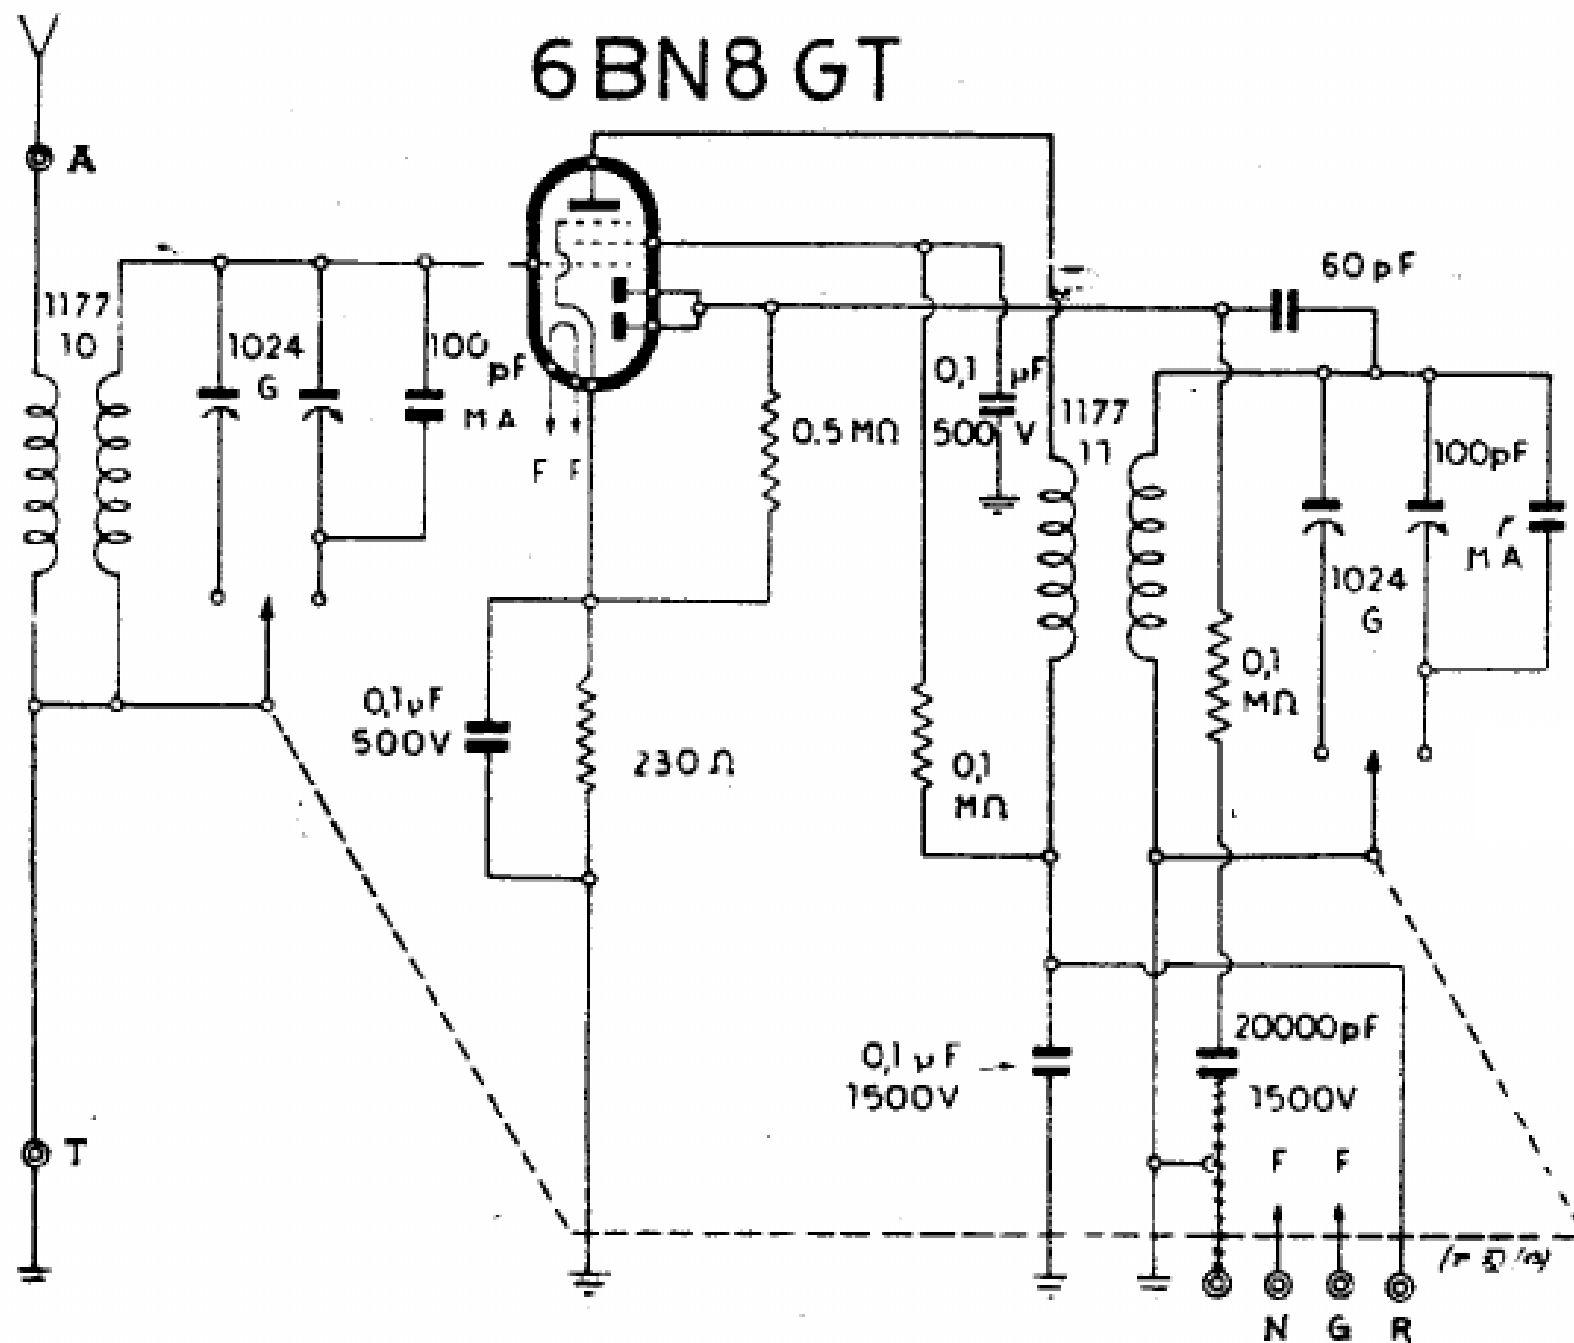 6BN8 GT
A
60 pF
1177
10
1024
G
100
pF
M A
F F
0.5 MΩ
0,1 µF
500 V
1177
11
100pF
M A
1024
G
0,1
MΩ
0,1µF
500V
230 Ω
0,1
MΩ
20000pF
1500V
0,1 µF
1500V
T
F F
N G R